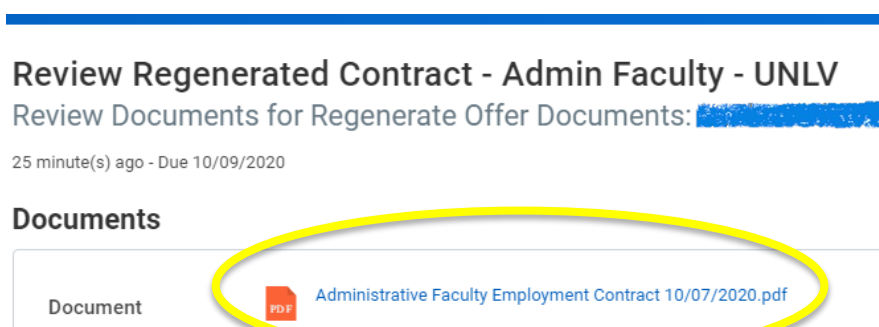 Review Regenerated Contract - Admin Faculty - UNLV
Review Documents for Regenerate Offer Documents:
25 minute(s) ago - Due 10/09/2020
Documents
Document
PDF
Administrative Faculty Employment Contract 10/07/2020.pdf